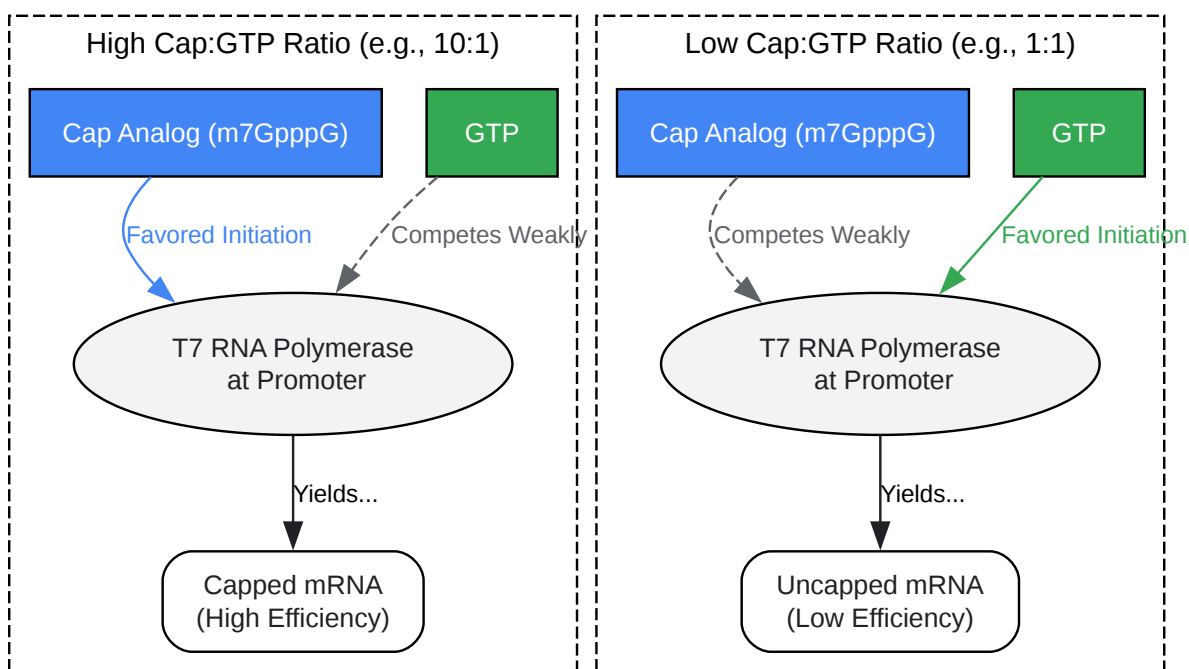 High Cap:GTP Ratio (e.g., 10:1)
Cap Analog (m7GpppG)
GTP
Favored Initiation
Competes Weakly
T7 RNA Polymerase
at Promoter
Yields...
Capped mRNA
(High Efficiency)
Low Cap:GTP Ratio (e.g., 1:1)
Cap Analog (m7GpppG)
GTP
Competes Weakly
Favored Initiation
T7 RNA Polymerase
at Promoter
Yields...
Uncapped mRNA
(Low Efficiency)